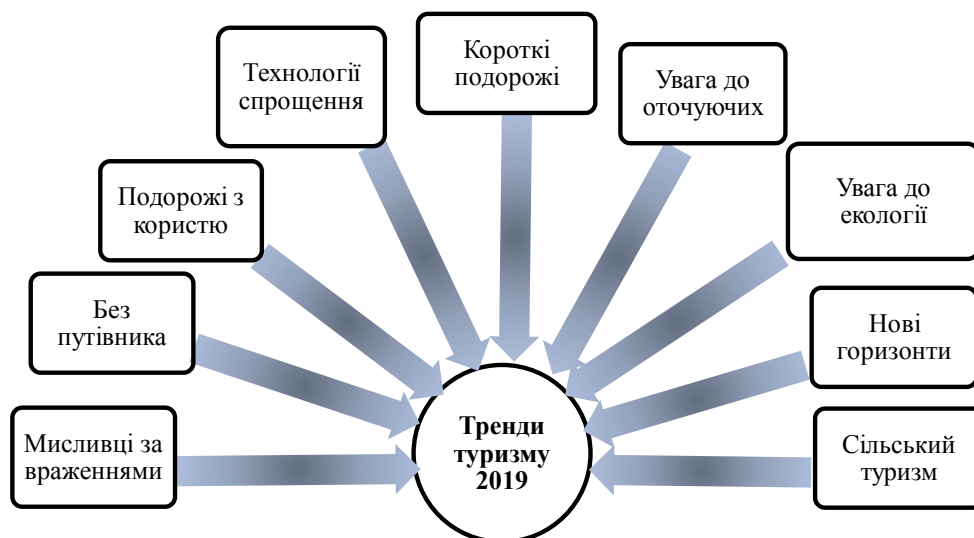 Короткі
подорожі
Технології
спрощення
Увага до
оточуючих
Подорожі з
користю
Увага до
екології
Без
путівника
Нові
горизонти
Мисливці за
враженнями
Тренди
туризму
2019
Сільський
туризм